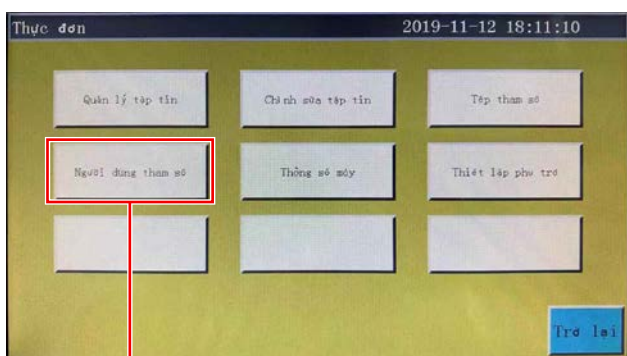 Thực đơn 2019-11-12 18:11:10
Quản lý tập tin Chỉnh sửa tập tin Tệp tham số
Người dùng tham số Thông số máy Thiết lập phụ trợ
Trở lại